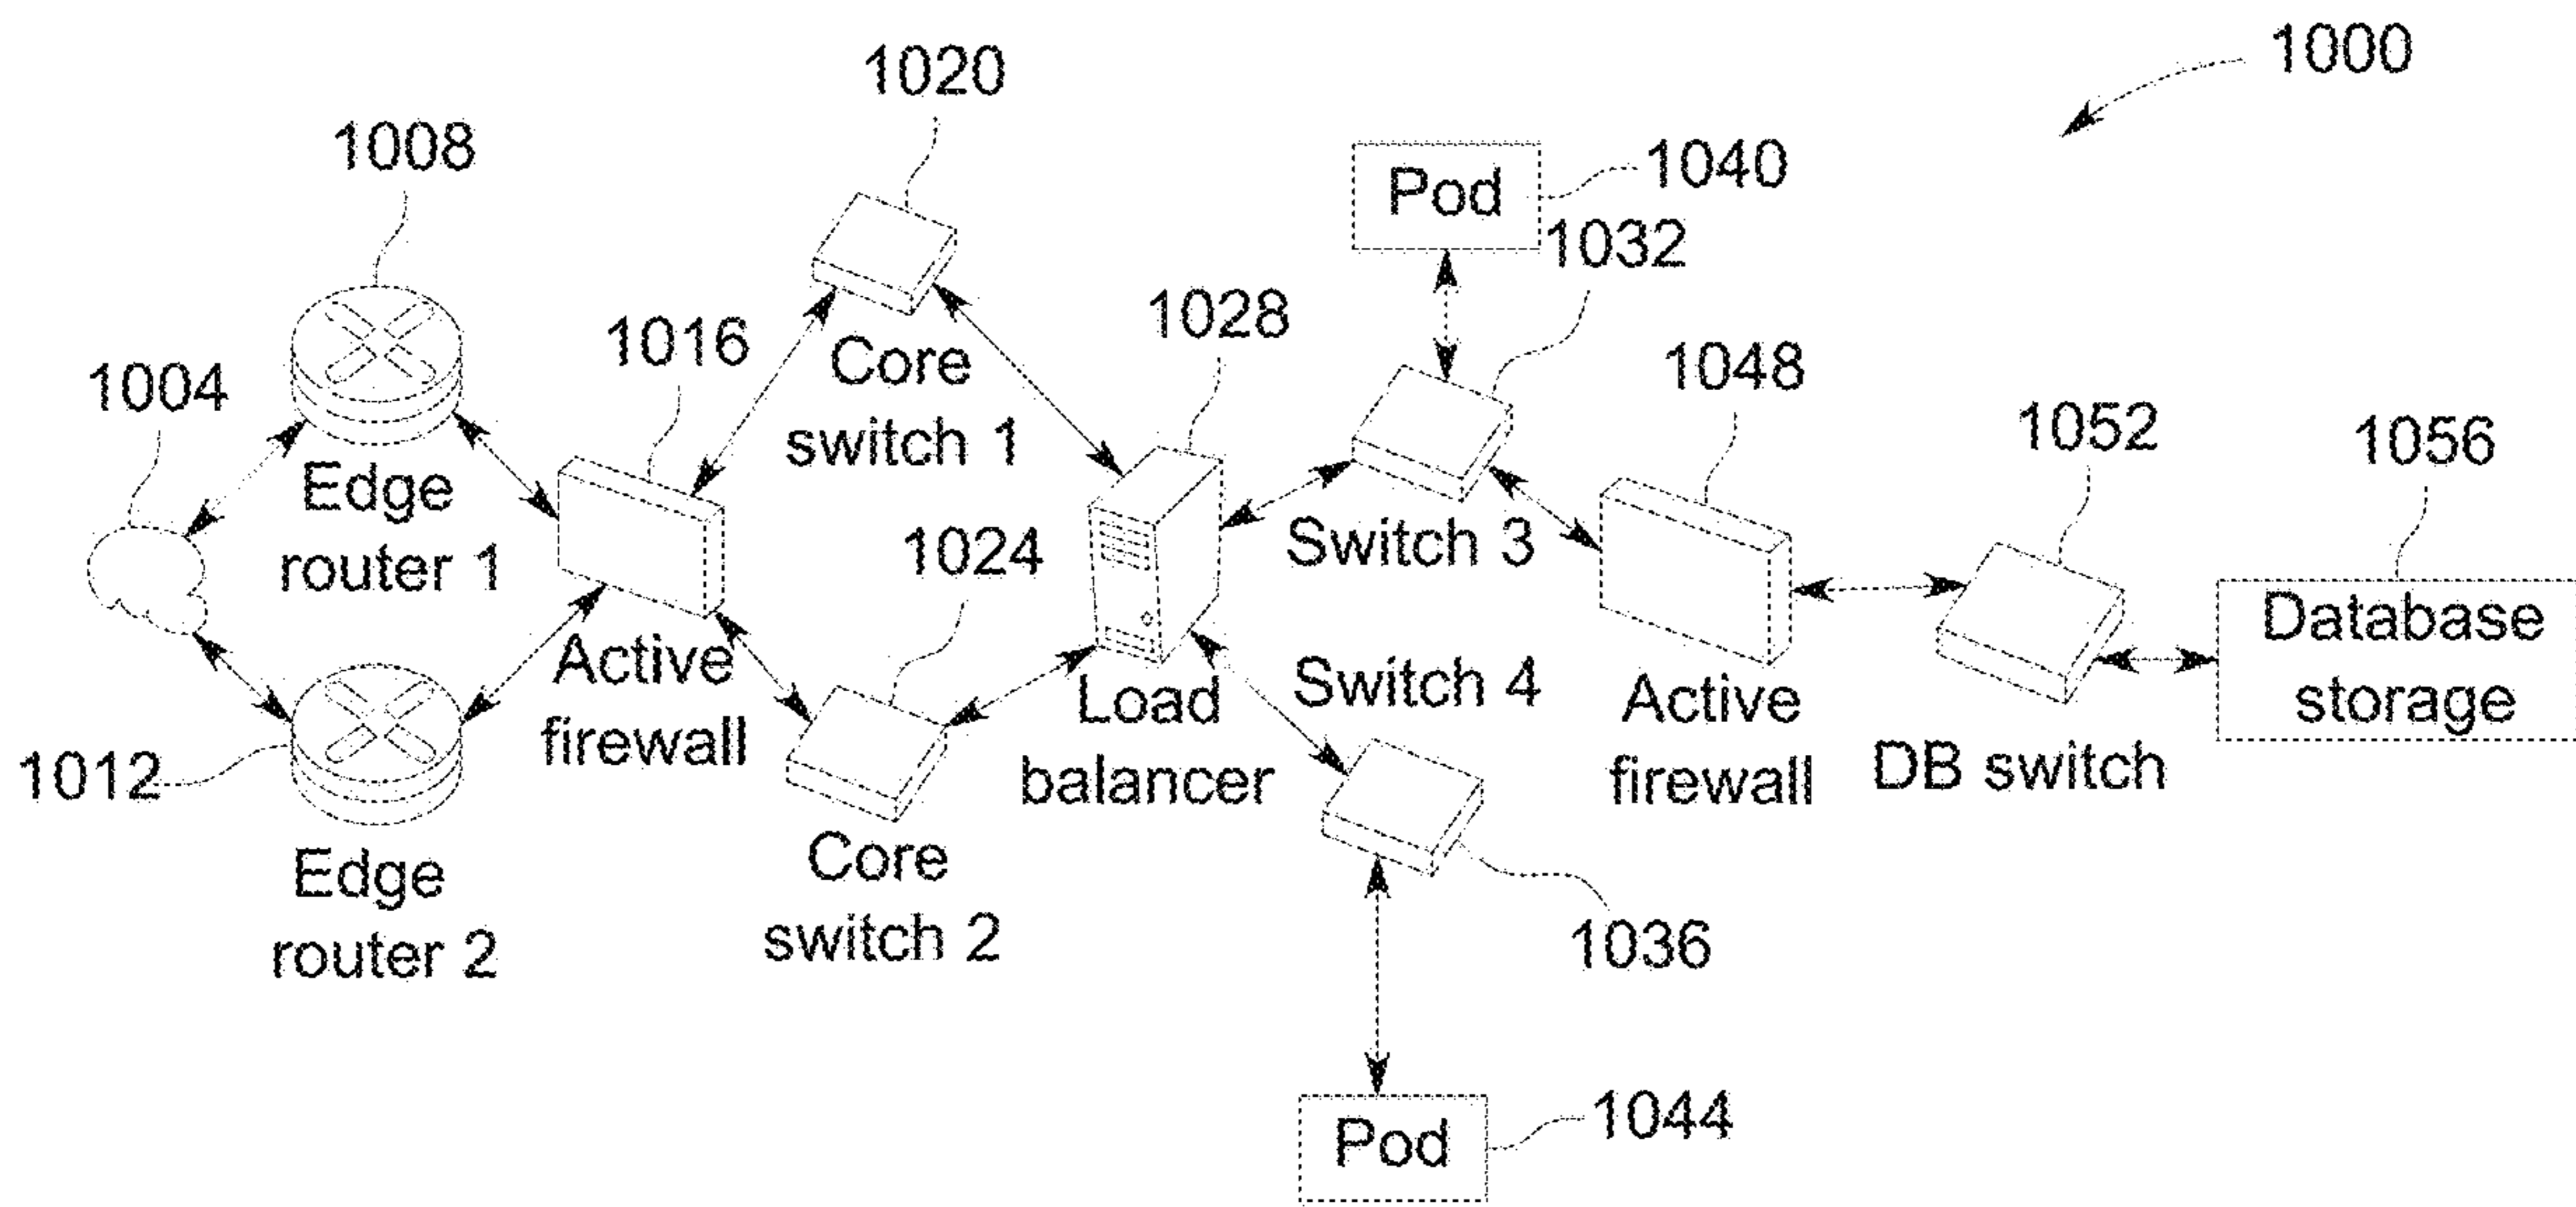 1000
1020
1008
1040
Pod
1032
1028
1016
1048
1004
Core
switch 1
1052
1056
Edge
router 1
1024
Switch 3
Database
storage
Active
firewall
Switch 4
Load
balancer
Active
firewall
DB switch
1012
Core
switch 2
Edge
router 2
1036
1044
Pod